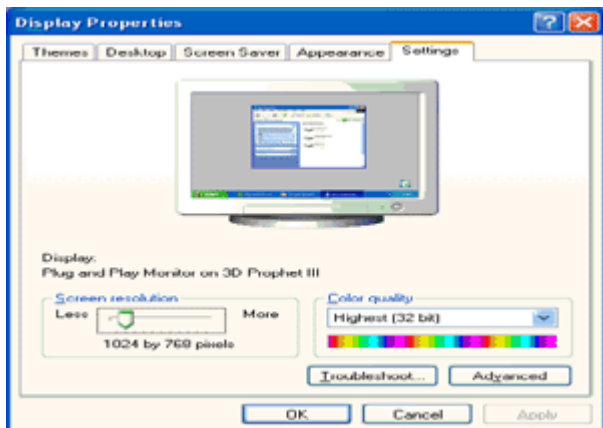 Display Properties
Themes Desktop Screen Saver Appearance Settings
Display:
Plug and Play Monitor on 3D Prophet III
Screen resolution
Less More
1024 by 768 pixels
Color quality
Highest (32 bit)
Troubleshoot... Advanced
OK Cancel Apply